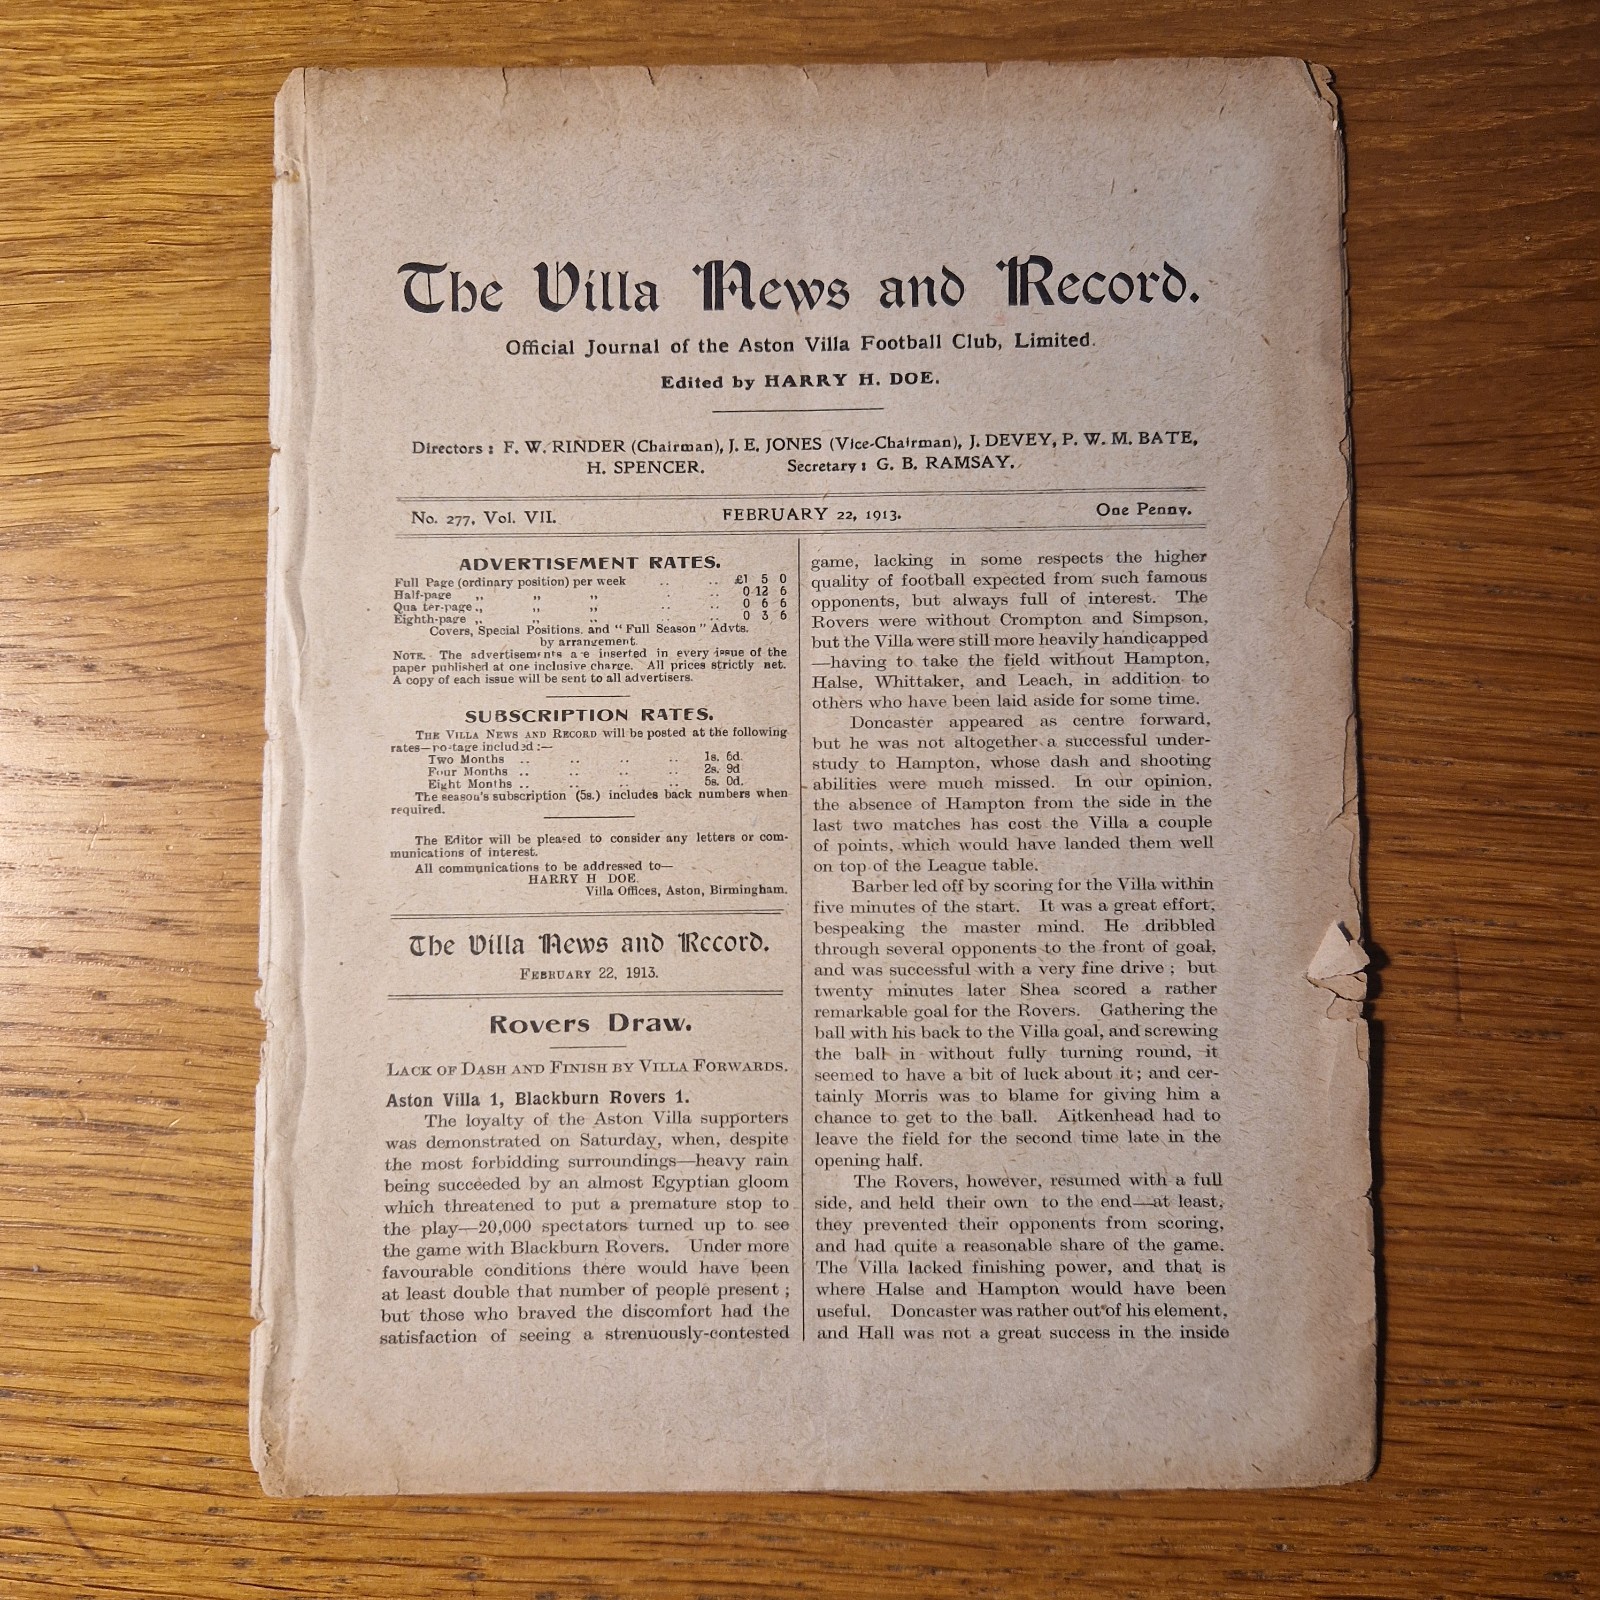 The Villa News and Record.
Official Journal of the Aston Villa Football Club, Limited.
Edited by HARRY H. DOE.
Directors: F. W. RINDER (Chairman), J. E. JONES (Vice-Chairman), J. DEVEY, P. W. M. BATE,
H. SPENCER. Secretary: G. B. RAMSAY.
No. 277, Vol. VII. FEBRUARY 22, 1913. One Penny.
ADVERTISEMENT RATES.
Full Page (ordinary position) per week .. .. £1 5 0
Half-page ,, ,, ,, . .. 0 12 6
Qua ter-page ,, ,, ,, .. .. 0 6 6
Eighth-page ,, ,, ,, .. .. 0 3 6
Covers, Special Positions. and "Full Season" Advts.
by arrangement.
NOTE. The advertisements a e inserted in every issue of the
paper published at one inclusive charge. All prices strictly net.
A copy of each issue will be sent to all advertisers.
SUBSCRIPTION RATES.
THE VILLA NEWS AND RECORD will be posted at the following
rates—po-tage included:—
Two Months .. .. .. .. 1s. 6d.
Four Months .. .. .. .. 2s. 9d
Eight Months .. .. .. .. 5s. 0d.
The season's subscription (5s.) includes back numbers when
required.
The Editor will be pleased to consider any letters or com-
munications of interest.
All communications to be addressed to—
HARRY H DOE.
Villa Offices, Aston, Birmingham.
The Villa News and Record.
FEBRUARY 22, 1913.
Rovers Draw.
LACK OF DASH AND FINISH BY VILLA FORWARDS.
Aston Villa 1, Blackburn Rovers 1.
The loyalty of the Aston Villa supporters
was demonstrated on Saturday, when, despite
the most forbidding surroundings—heavy rain
being succeeded by an almost Egyptian gloom
which threatened to put a premature stop to
the play—20,000 spectators turned up to see
the game with Blackburn Rovers. Under more
favourable conditions there would have been
at least double that number of people present;
but those who braved the discomfort had the
satisfaction of seeing a strenuously-contested
game, lacking in some respects the higher
quality of football expected from such famous
opponents, but always full of interest. The
Rovers were without Crompton and Simpson,
but the Villa were still more heavily handicapped
—having to take the field without Hampton,
Halse, Whittaker, and Leach, in addition to
others who have been laid aside for some time.
Doncaster appeared as centre forward,
but he was not altogether a successful under-
study to Hampton, whose dash and shooting
abilities were much missed. In our opinion,
the absence of Hampton from the side in the
last two matches has cost the Villa a couple
of points, which would have landed them well
on top of the League table.
Barber led off by scoring for the Villa within
five minutes of the start. It was a great effort,
bespeaking the master mind. He dribbled
through several opponents to the front of goal,
and was successful with a very fine drive; but
twenty minutes later Shea scored a rather
remarkable goal for the Rovers. Gathering the
ball with his back to the Villa goal, and screwing
the ball in without fully turning round, it
seemed to have a bit of luck about it; and cer-
tainly Morris was to blame for giving him a
chance to get to the ball. Aitkenhead had to
leave the field for the second time late in the
opening half.
The Rovers, however, resumed with a full
side, and held their own to the end—at least,
they prevented their opponents from scoring,
and had quite a reasonable share of the game.
The Villa lacked finishing power, and that is
where Halse and Hampton would have been
useful. Doncaster was rather out of his element,
and Hall was not a great success in the inside